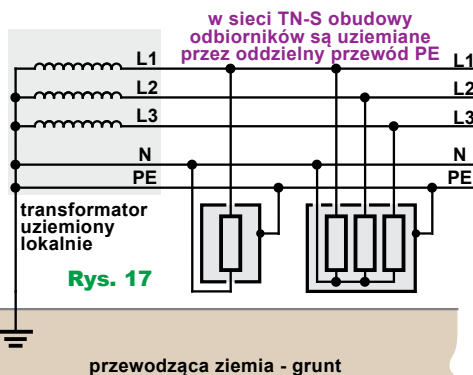 w sieci TN-S obudowy
odbiorników są uziemiane
przez oddzielny przewód PE
L1 L1
L2 L2
L3 L3
N N
PE PE
transformator
uziemiony
lokalnie
Rys. 17
przewodząca ziemia - grunt